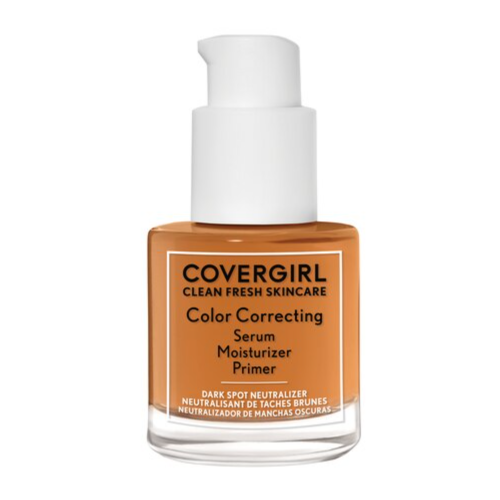 COVERGIRL
CLEAN FRESH SKINCARE
Color Correcting
Serum
Moisturizer
Primer
DARK SPOT NEUTRALIZER
NEUTRALISANT DE TACHES BRUNES
NEUTRALIZADOR DE MANCHAS OSCURAS